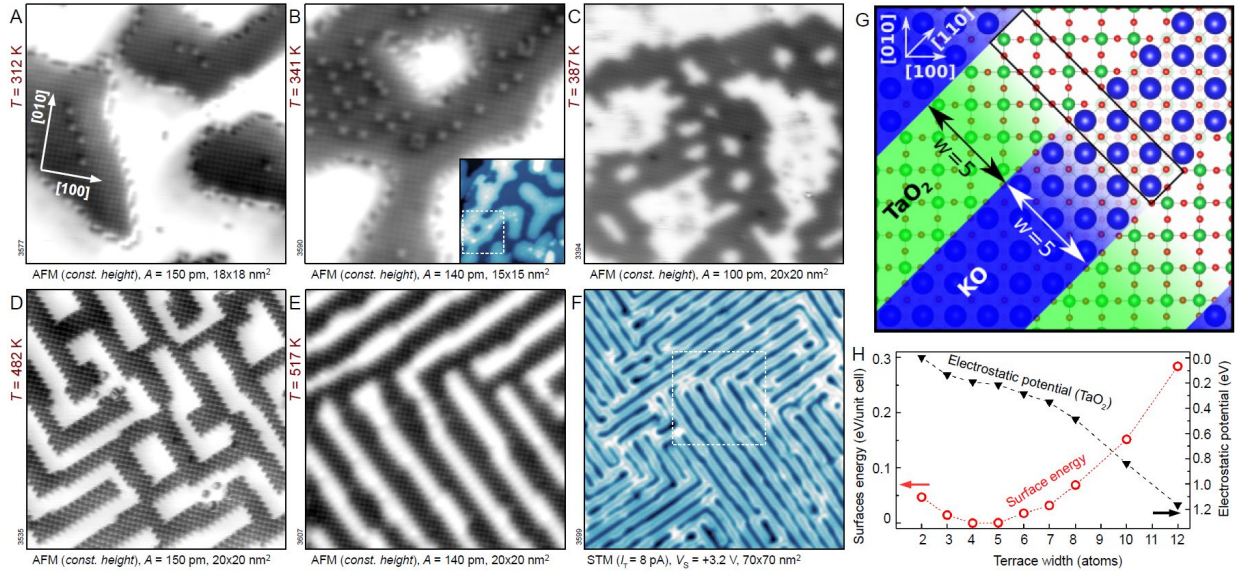 A
T = 312 K
[010]
[100]
3577
AFM (const. height), A = 150 pm, 18x18 nm²
B
T = 341 K
3590
AFM (const. height), A = 140 pm, 15x15 nm²
C
T = 387 K
3394
AFM (const. height), A = 100 pm, 20x20 nm²
D
T = 482 K
3535
AFM (const. height), A = 150 pm, 20x20 nm²
E
T = 517 K
3607
AFM (const. height), A = 140 pm, 20x20 nm²
F
3599
STM (I_T = 8 pA), V_S = +3.2 V, 70x70 nm²
G
[010]
[110]
[100]
w=5
TaO₂
w=5
KO
H
Surfaces energy (eV/unit cell)
0.3
0.2
0.1
0
Electrostatic potential (TaO₂)
Surface energy
0.0
0.2
0.4
0.6
0.8
1.0
1.2
Electrostatic potential (eV)
2 3 4 5 6 7 8 9 10 11 12
Terrace width (atoms)